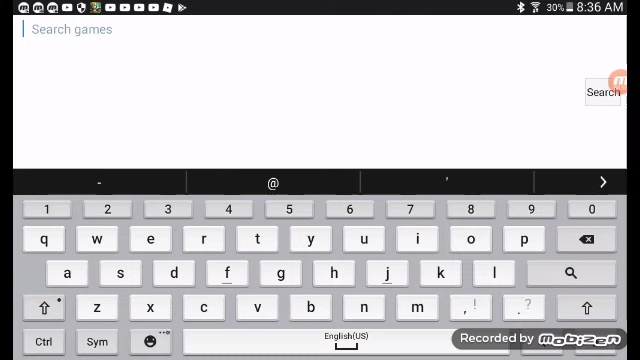 30% 8:36 AM
Search games
Search
- @ '
1 2 3 4 5 6 7 8 9 0
q w e r t y u i o p
a s d f g h j k l
z x c v b n m , ! . ?
Ctrl Sym English(US)
Recorded by mobizen